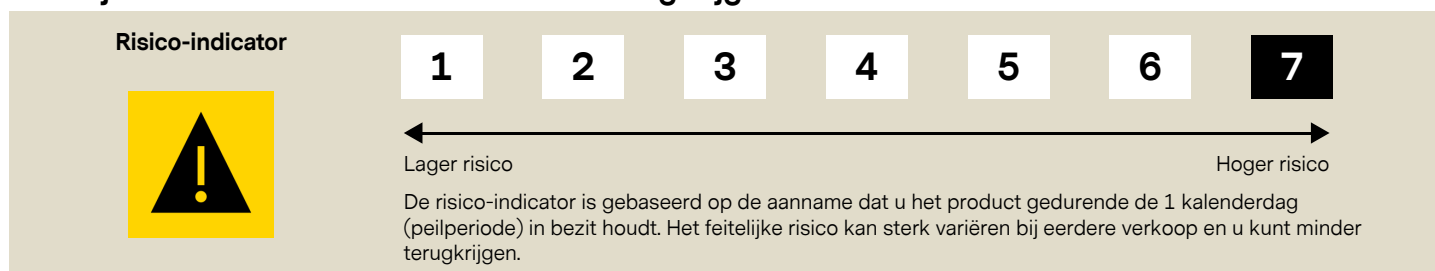 Risico-indicator
1 2 3 4 5 6 7
Lager risico Hoger risico
De risico-indicator is gebaseerd op de aanname dat u het product gedurende de 1 kalenderdag
(peilperiode) in bezit houdt. Het feitelijke risico kan sterk variëren bij eerdere verkoop en u kunt minder
terugkrijgen.